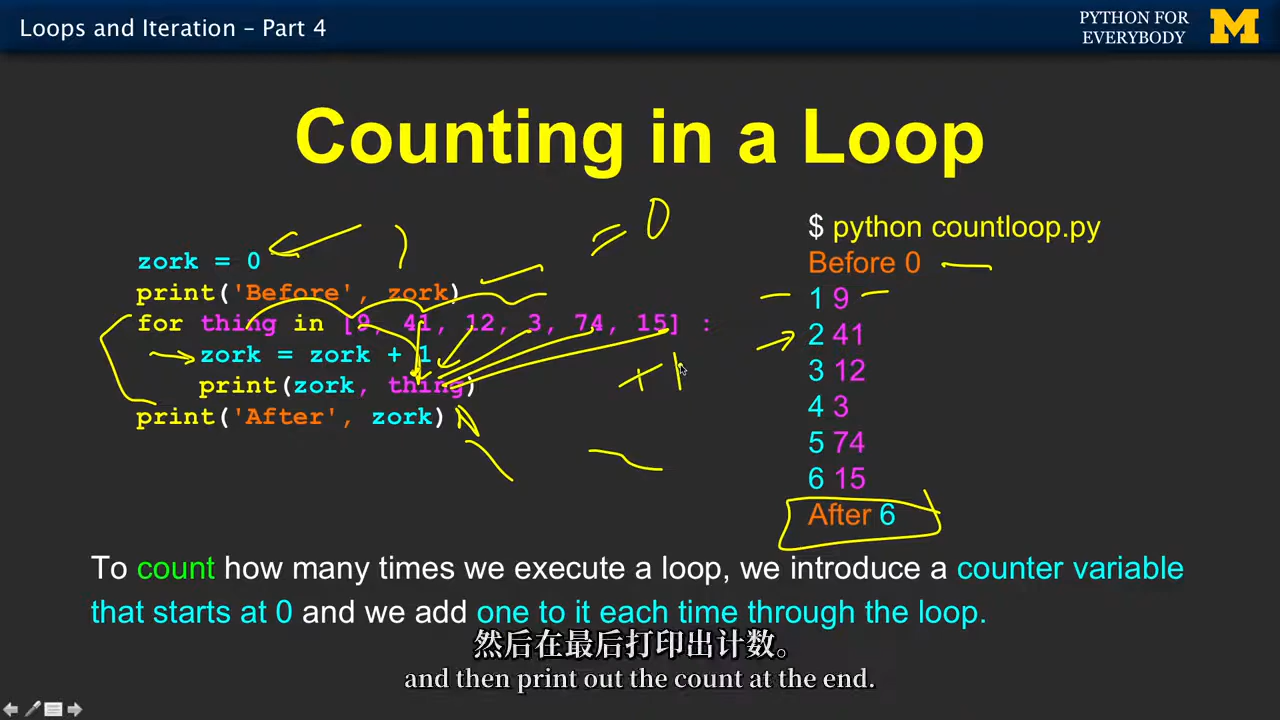 Loops and Iteration – Part 4
PYTHON FOR
EVERYBODY
M
Counting in a Loop
= 0
zork = 0
print('Before', zork)
for thing in [9, 41, 12, 3, 74, 15] :
zork = zork + 1
print(zork, thing)
print('After', zork)
+1
$ python countloop.py
Before 0
1 9
2 41
3 12
4 3
5 74
6 15
After 6
To count how many times we execute a loop, we introduce a counter variable
that starts at 0 and we add one to it each time through the loop.
然后在最后打印出计数。
and then print out the count at the end.